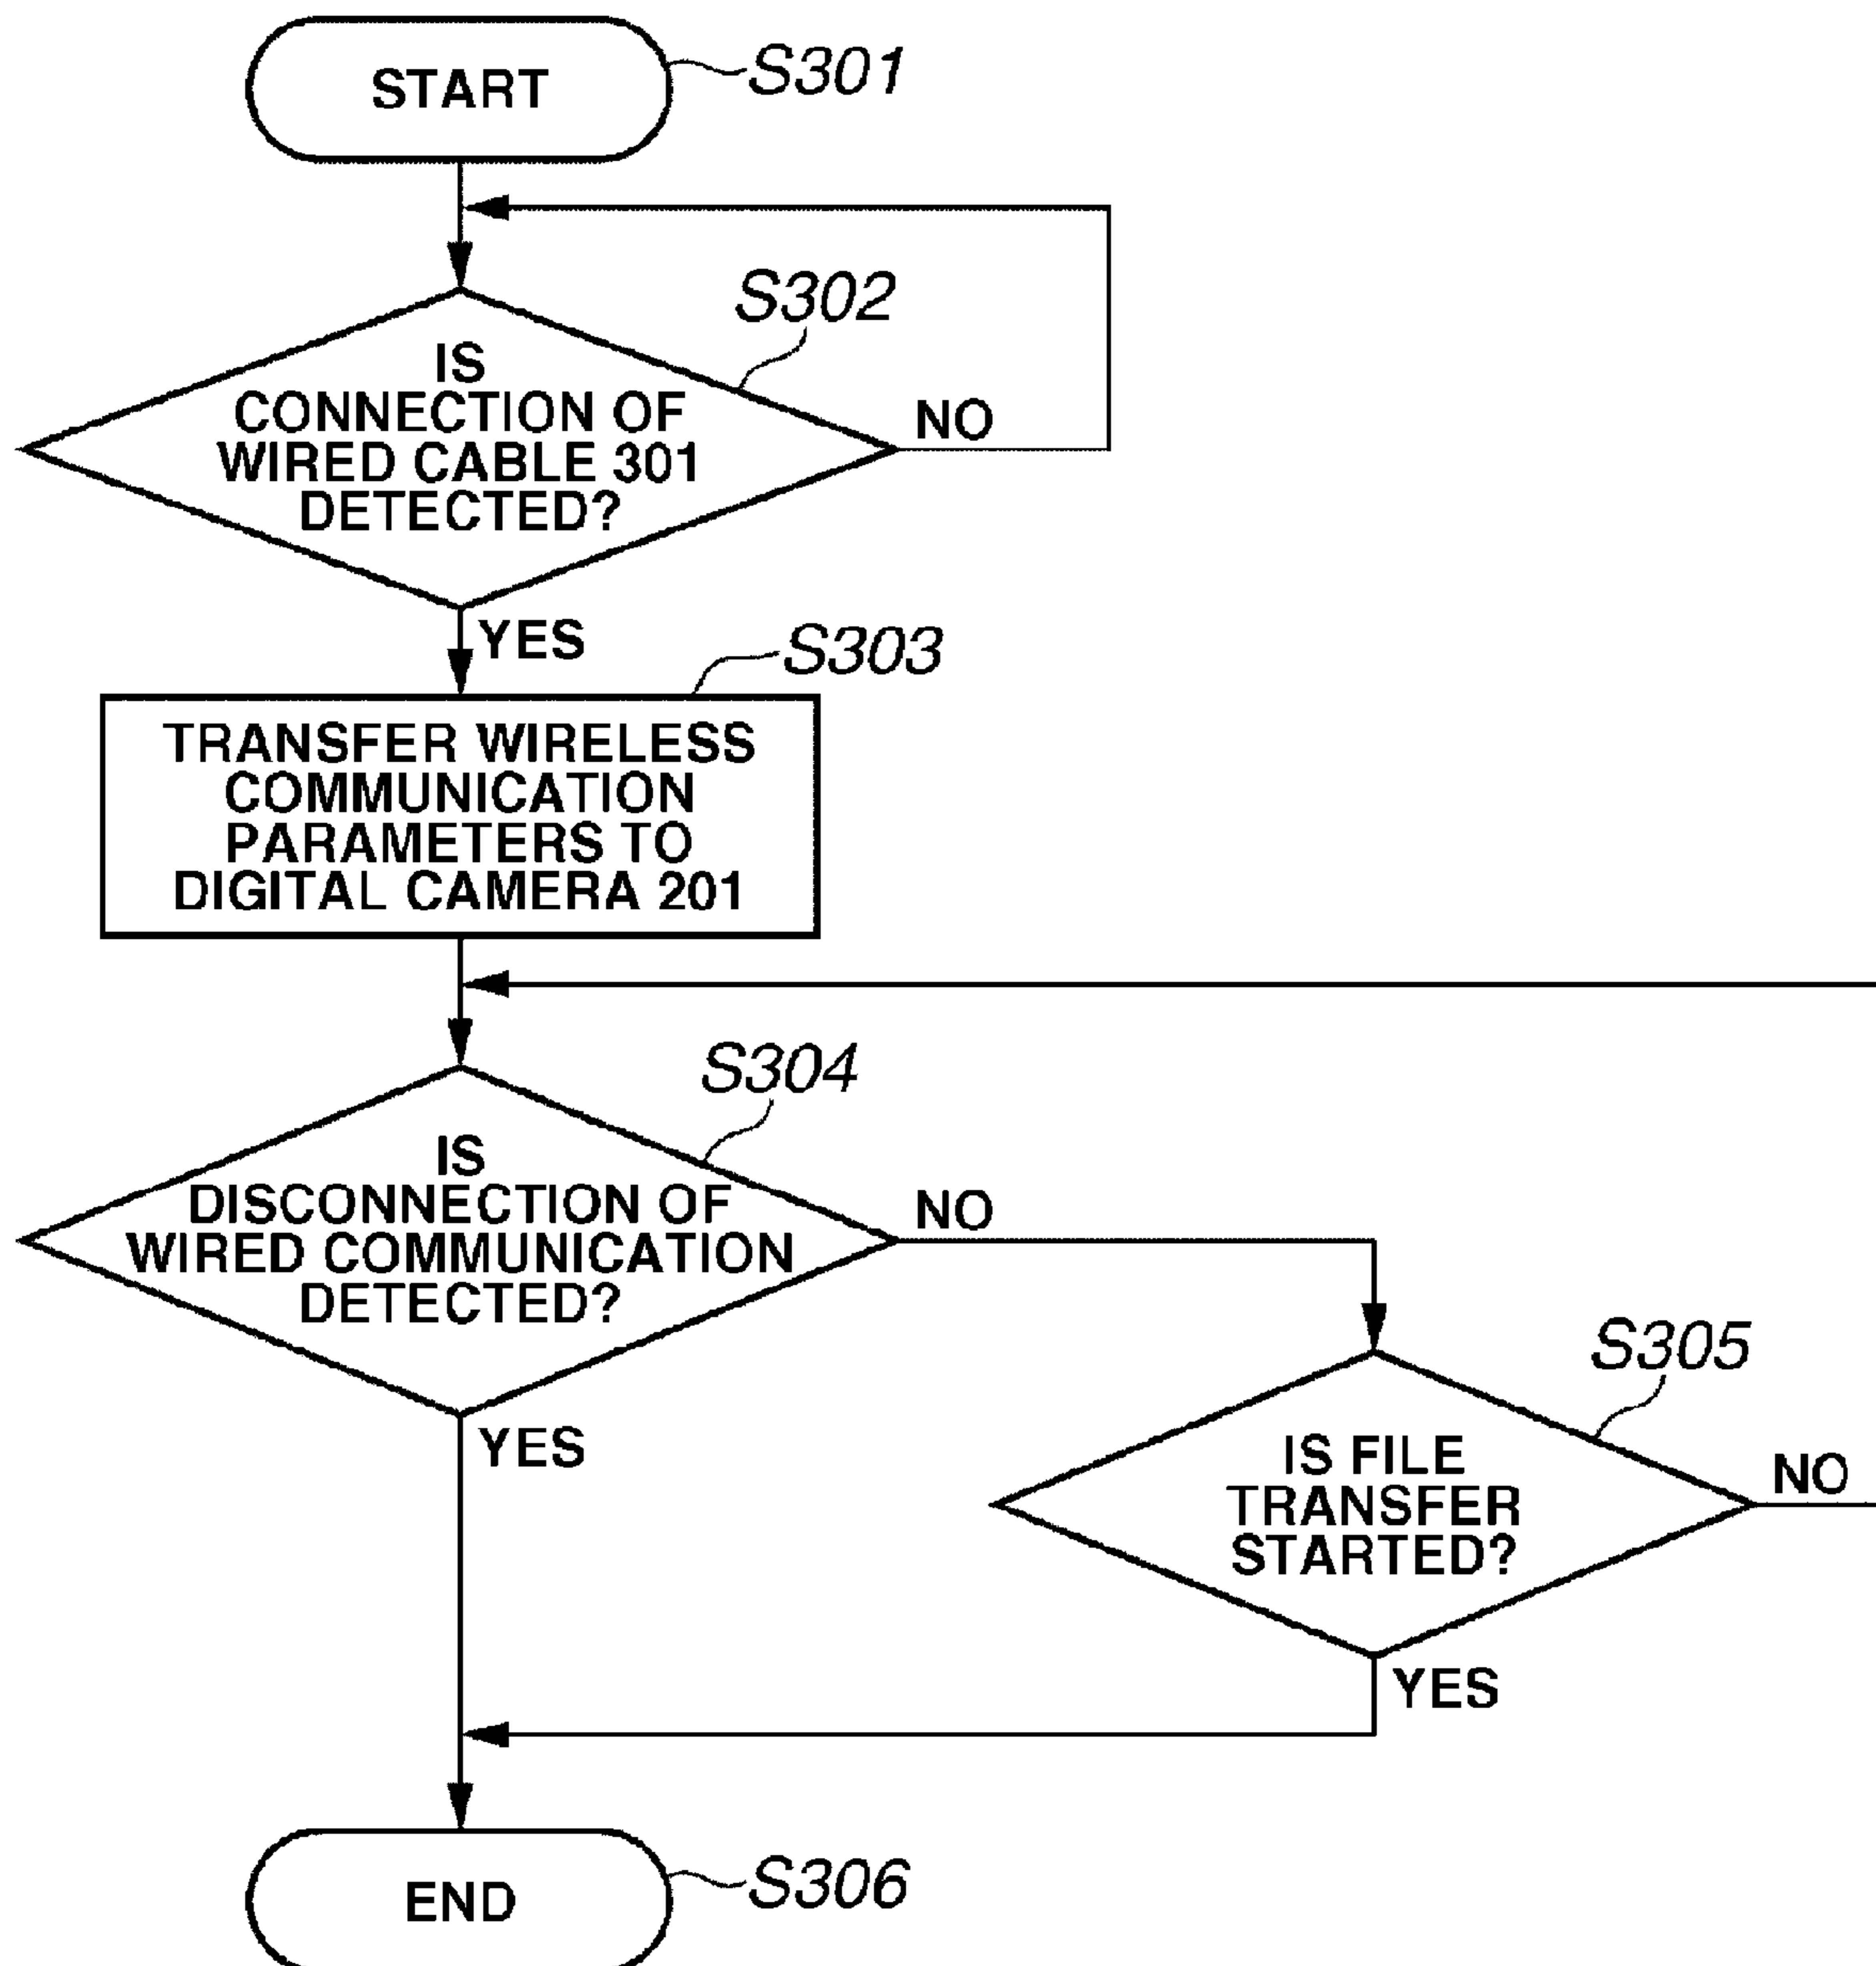 START
S301
S302
IS
CONNECTION OF
WIRED CABLE 301
DETECTED?
NO
YES
S303
TRANSFER WIRELESS
COMMUNICATION
PARAMETERS TO
DIGITAL CAMERA 201
S304
IS
DISCONNECTION OF
WIRED COMMUNICATION
DETECTED?
NO
YES
S305
IS FILE
TRANSFER
STARTED?
NO
YES
END
S306